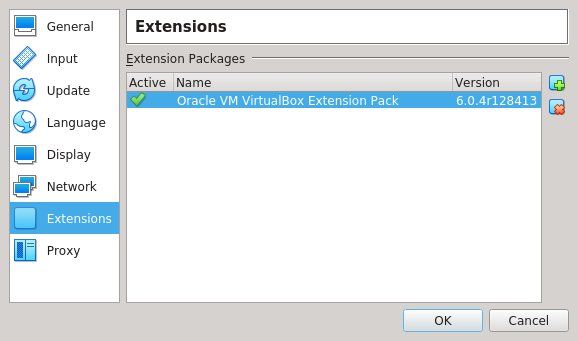 General
Input
Update
Language
Display
Network
Extensions
Proxy
Extensions
Extension Packages
Active Name Version
Oracle VM VirtualBox Extension Pack 6.0.4r128413
OK Cancel